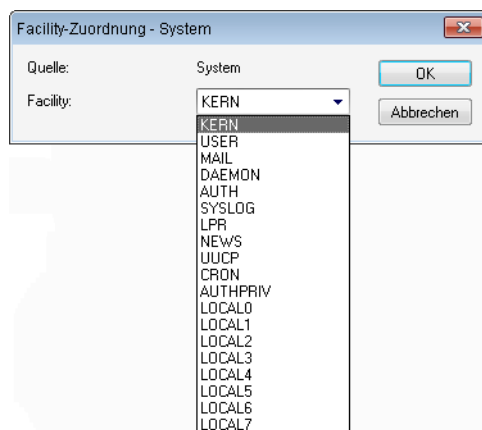 Facility-Zuordnung - System
Quelle: System
OK
Facility: KERN
Abbrechen
KERN
USER
MAIL
DAEMON
AUTH
SYSLOG
LPR
NEWS
UUCP
CRON
AUTHPRIV
LOCAL0
LOCAL1
LOCAL2
LOCAL3
LOCAL4
LOCAL5
LOCAL6
LOCAL7